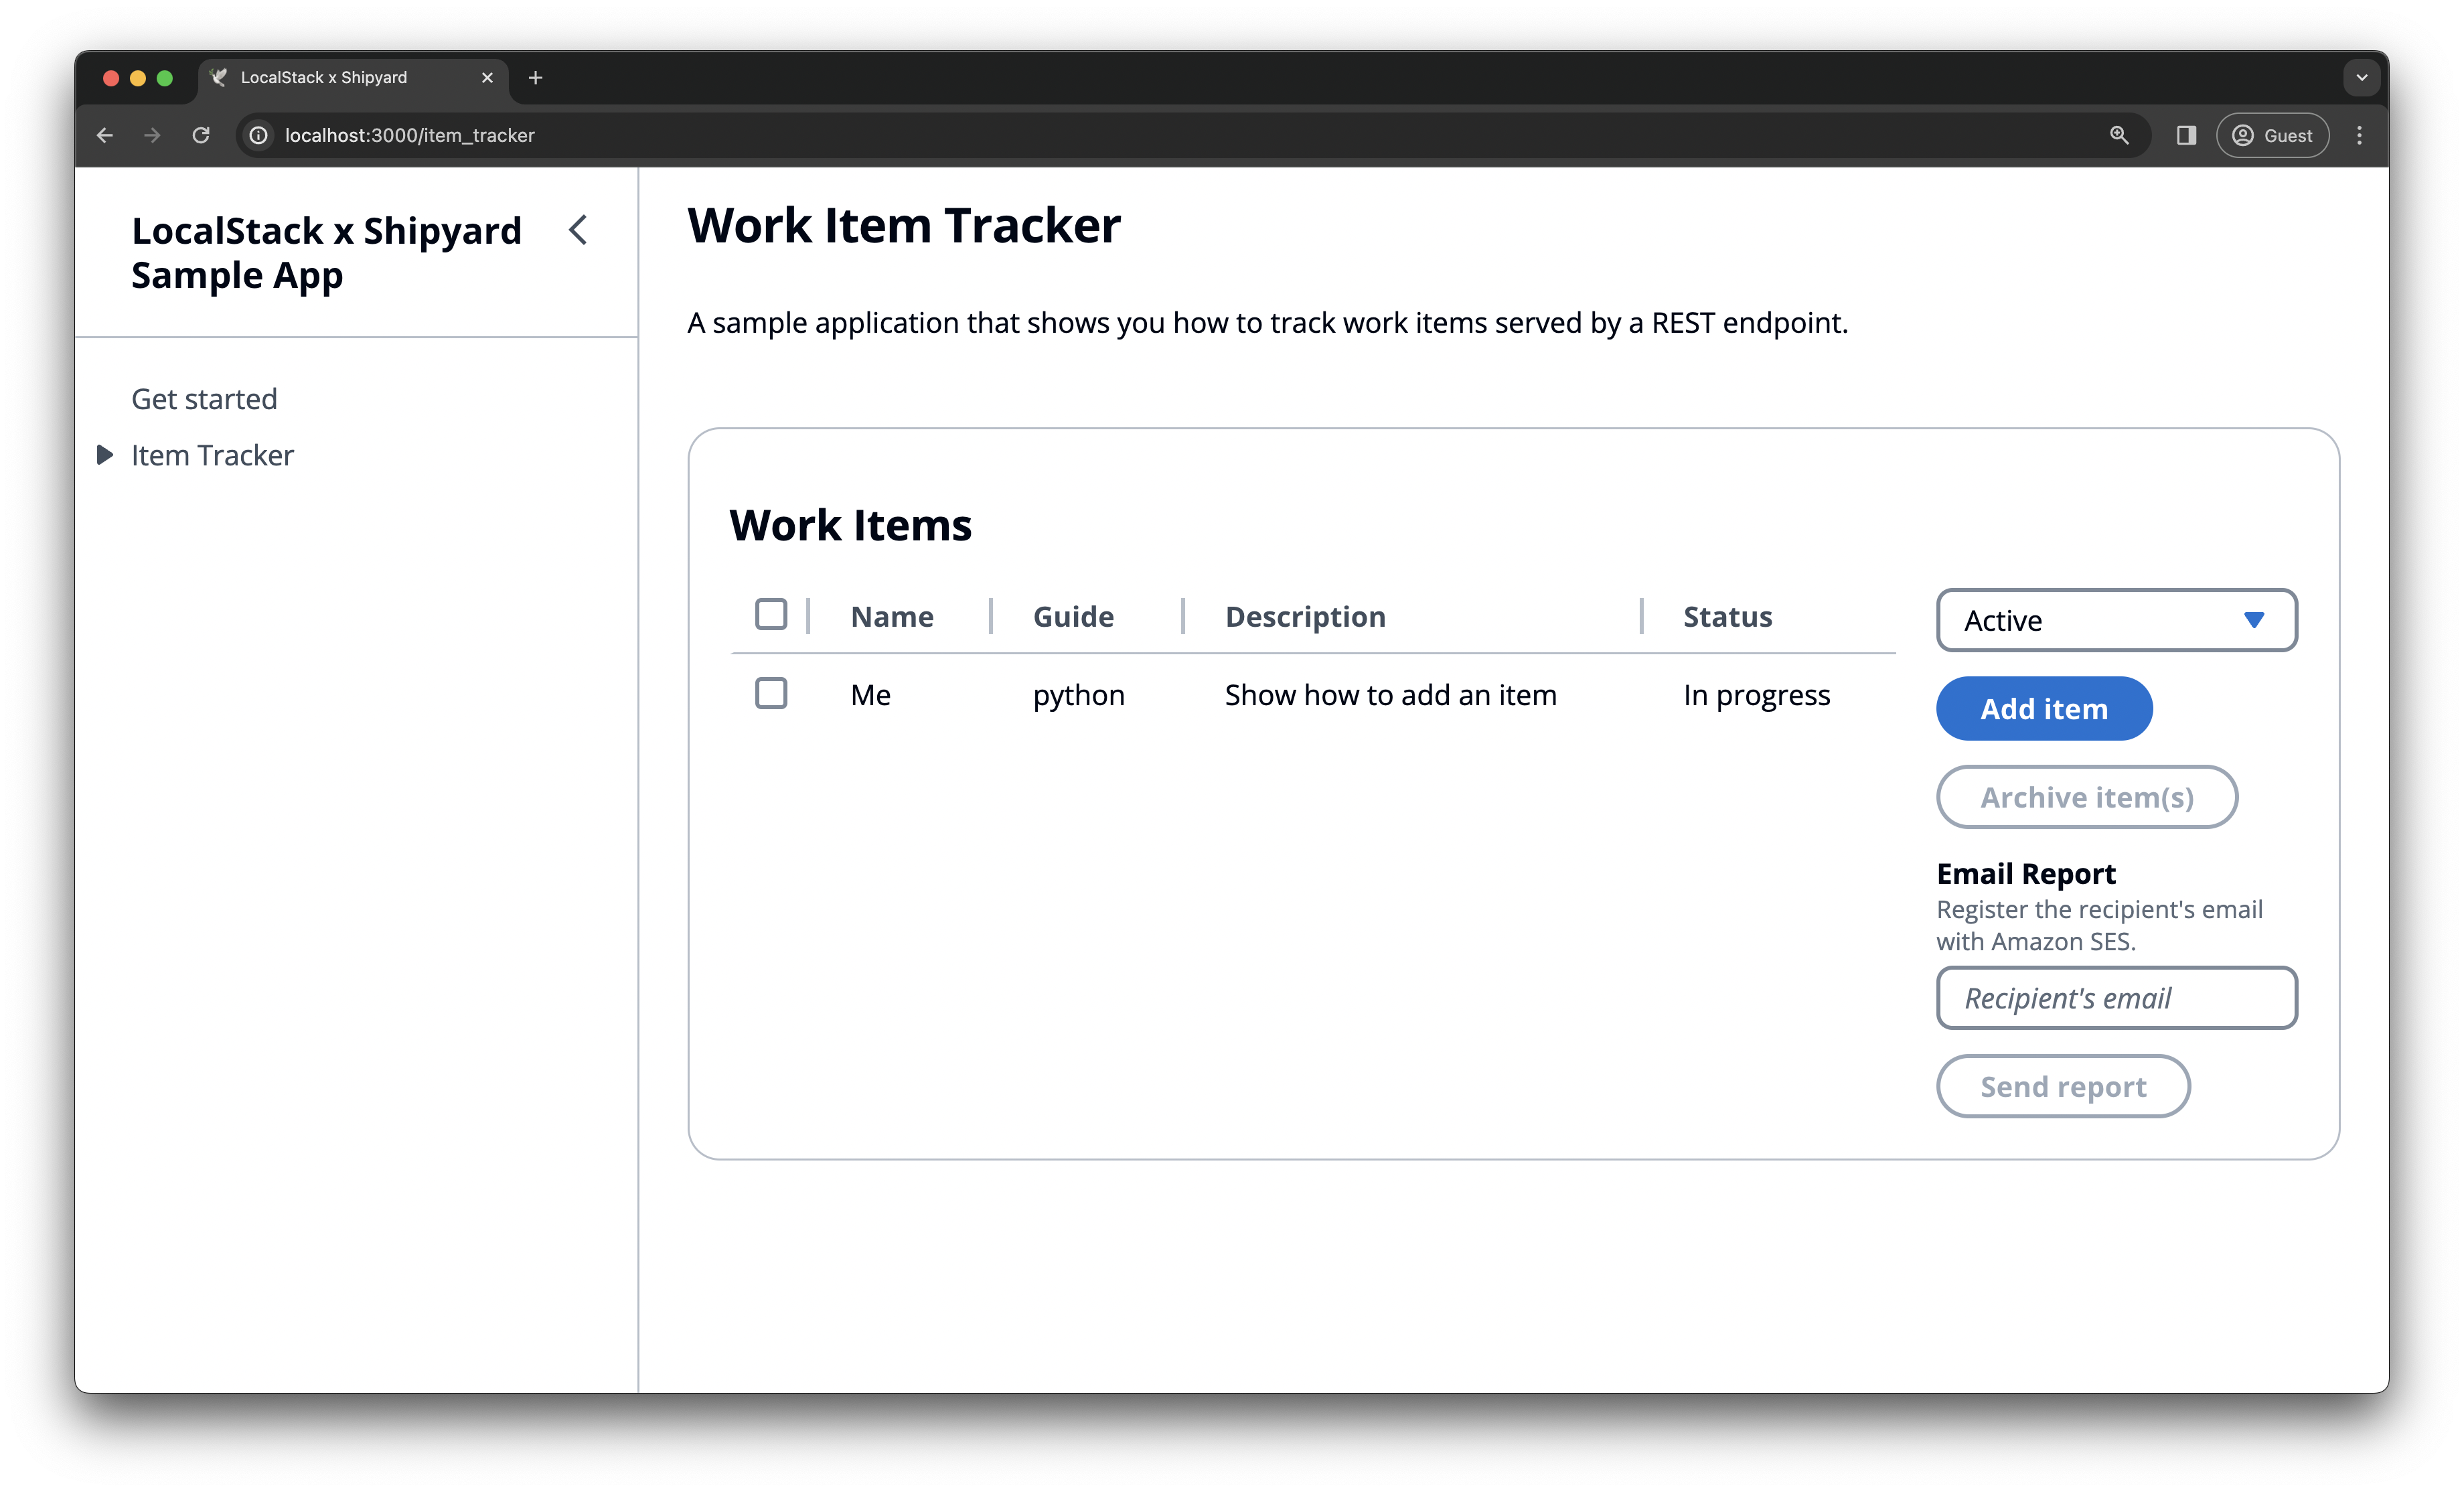 LocalStack x Shipyard
localhost:3000/item_tracker
Guest
LocalStack x Shipyard
Sample App
Get started
Item Tracker
Work Item Tracker
A sample application that shows you how to track work items served by a REST endpoint.
Work Items
Name Guide Description Status
Me python Show how to add an item In progress
Active
Add item
Archive item(s)
Email Report
Register the recipient's email
with Amazon SES.
Recipient's email
Send report